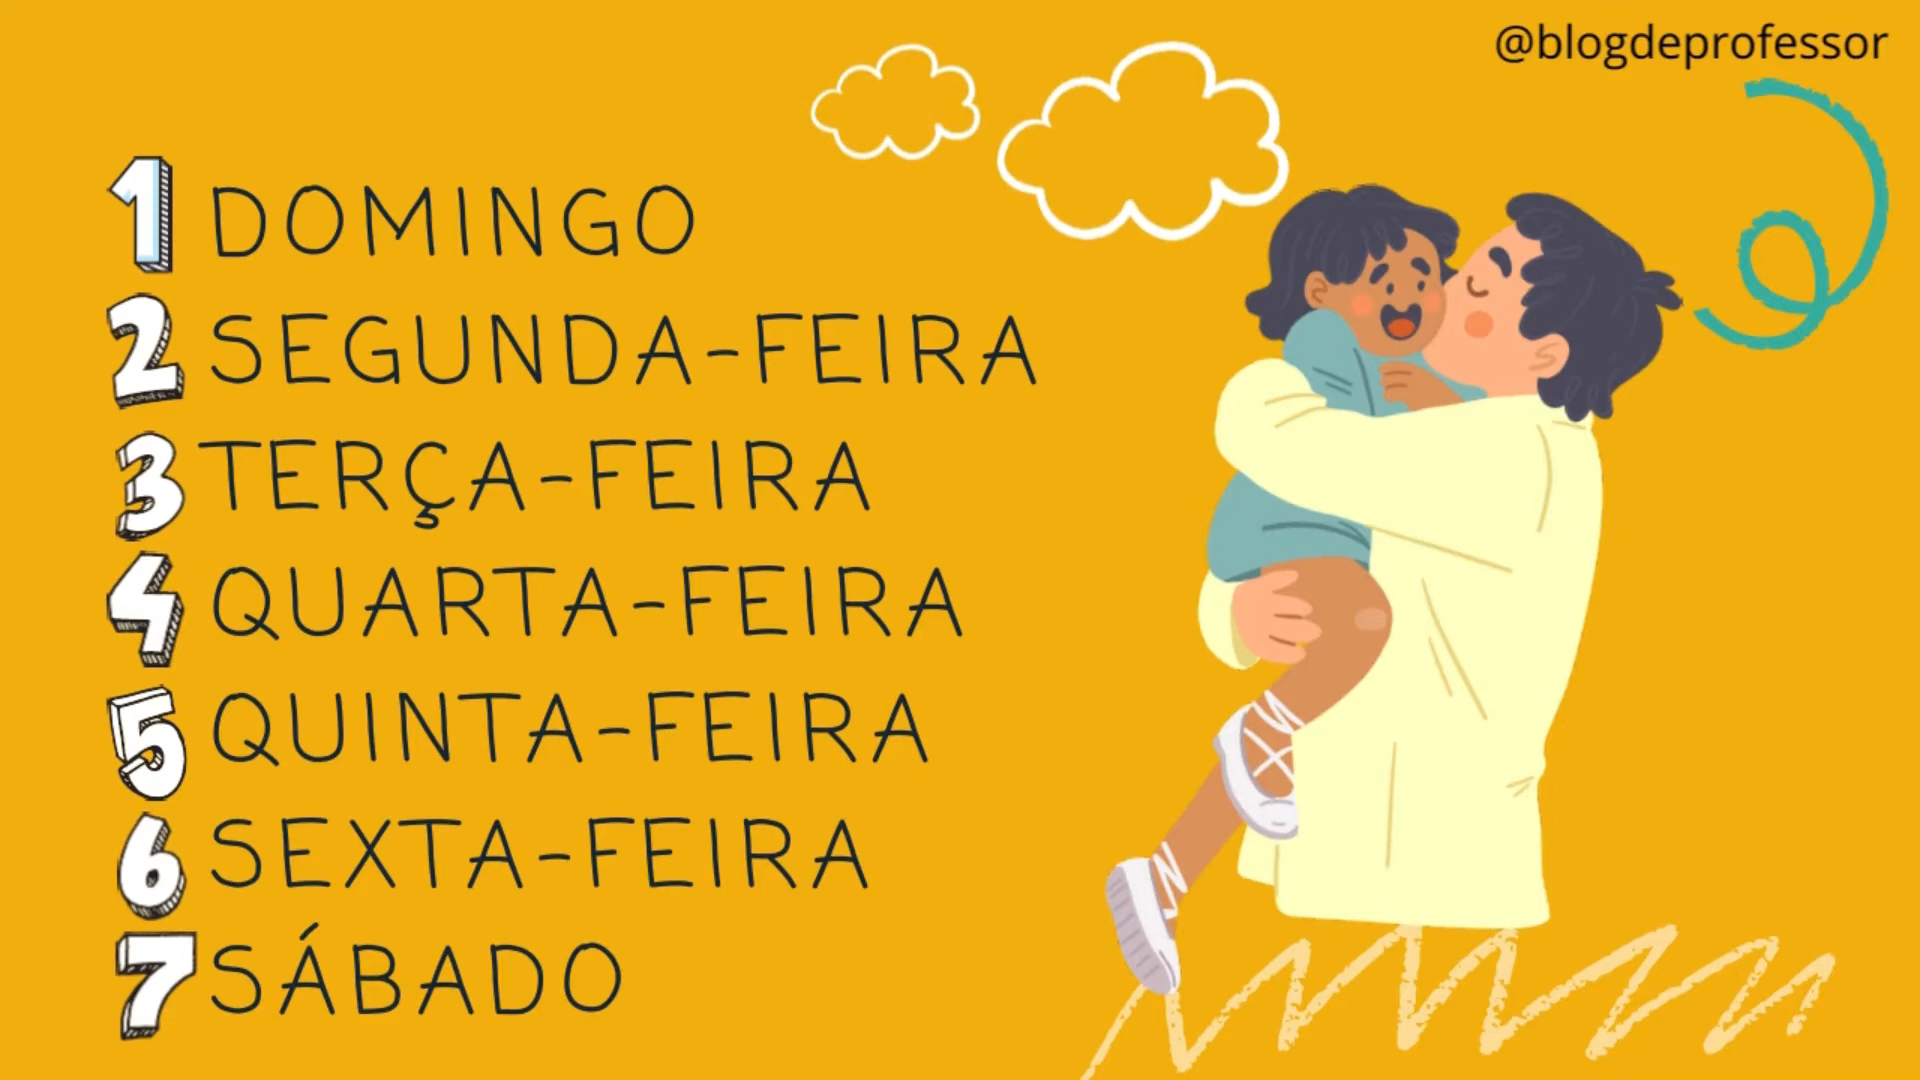 @blogdeprofessor
1 DOMINGO
2 SEGUNDA-FEIRA
3 TERÇA-FEIRA
4 QUARTA-FEIRA
5 QUINTA-FEIRA
6 SEXTA-FEIRA
7 SÁBADO